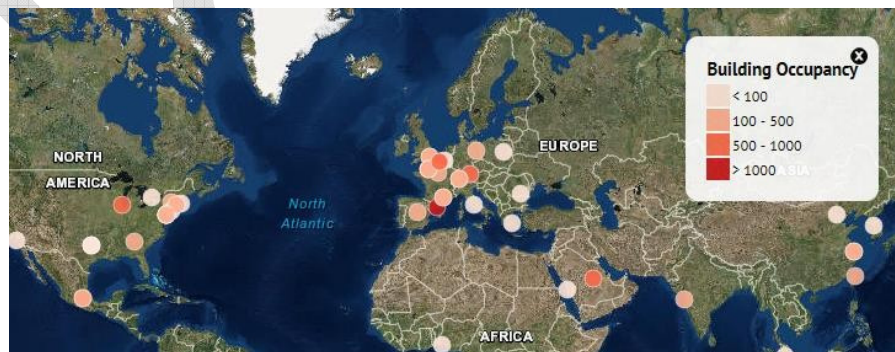 NORTH
AMERICA
North
Atlantic
EUROPE
AFRICA
Building Occupancy
< 100
100 - 500
500 - 1000
> 1000